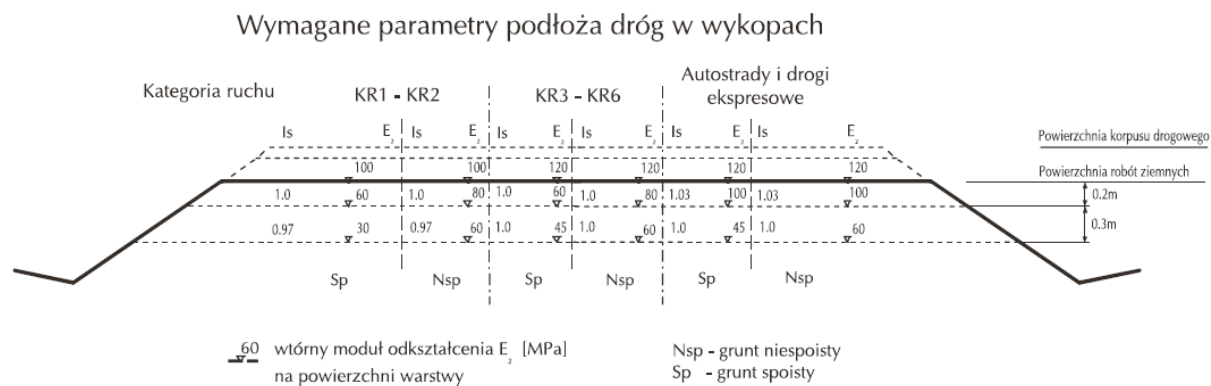 Wymagane parametry podłoża dróg w wykopach
Kategoria ruchu
KR1 - KR2
KR3 - KR6
Autostrady i drogi
ekspresowe
Is E₂ Is E₂ Is E₂ Is E₂ Is E₂ Is E₂
Powierzchnia korpusu drogowego
100 100 120 120 120 120
Powierzchnia robót ziemnych
1.0 60 1.0 80 1.0 60 1.0 80 1.03 100 1.03 100
0.2m
0.97 30 0.97 60 1.0 45 1.0 60 1.0 45 1.0 60
0.3m
Sp Nsp Sp Nsp Sp Nsp
60 wtórny moduł odkształcenia E₂ [MPa]
na powierzchni warstwy
Nsp - grunt niespoisty
Sp - grunt spoisty